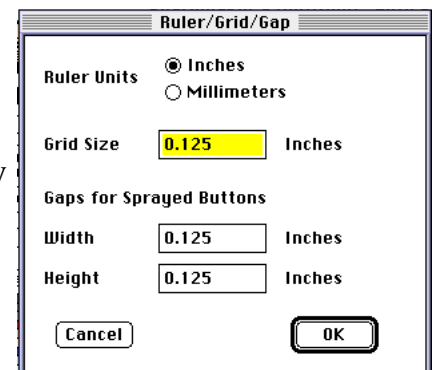 Ruler/Grid/Gap
Ruler Units
Inches
Millimeters
Grid Size 0.125 Inches
Gaps for Sprayed Buttons
Width 0.125 Inches
Height 0.125 Inches
Cancel OK